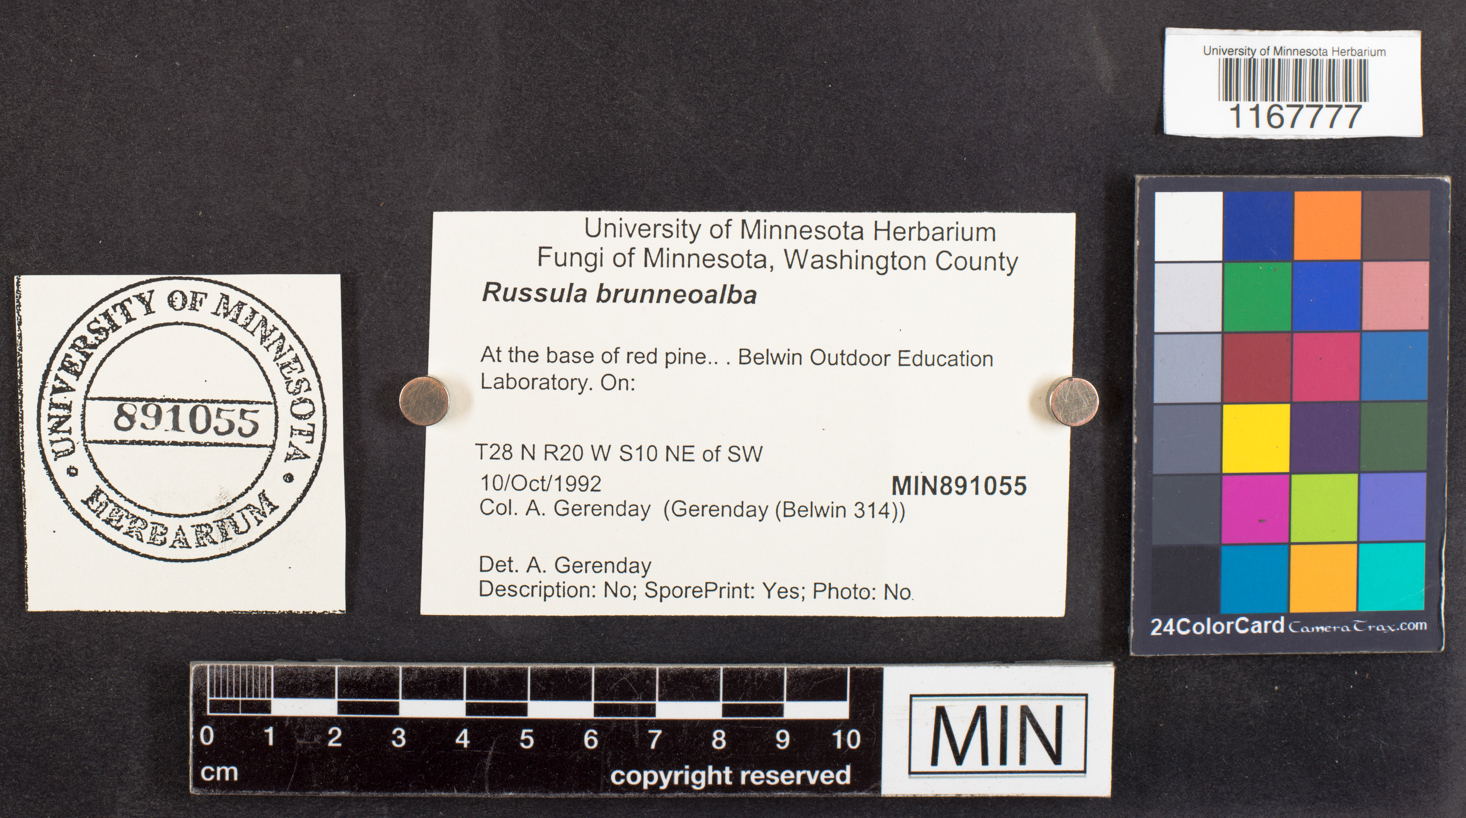 University of Minnesota Herbarium
1167777
University of Minnesota Herbarium
Fungi of Minnesota, Washington County
Russula brunneoalba
At the base of red pine.. . Belwin Outdoor Education
Laboratory. On:
T28 N R20 W S10 NE of SW
10/Oct/1992
MIN891055
Col. A. Gerenday (Gerenday (Belwin 314))
Det. A. Gerenday
Description: No; SporePrint: Yes; Photo: No.
UNIVERSITY OF MINNESOTA
891055
• HERBARIUM •
24ColorCard CameraTrax.com
0 1 2 3 4 5 6 7 8 9 10
cm
copyright reserved
MIN